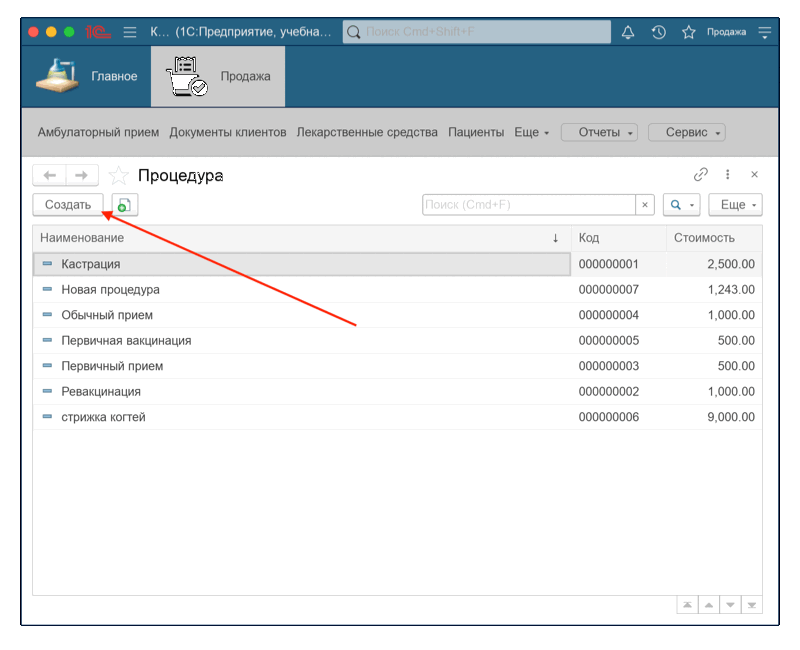 1С К... (1С:Предприятие, учебна... Поиск Cmd+Shift+F Продажа
Главное Продажа
Амбулаторный прием Документы клиентов Лекарственные средства Пациенты Еще Отчеты Сервис
Процедура
Создать Поиск (Cmd+F) × Еще
Наименование ↓ Код Стоимость
Кастрация 000000001 2,500.00
Новая процедура 000000007 1,243.00
Обычный прием 000000004 1,000.00
Первичная вакцинация 000000005 500.00
Первичный прием 000000003 500.00
Ревакцинация 000000002 1,000.00
стрижка когтей 000000006 9,000.00